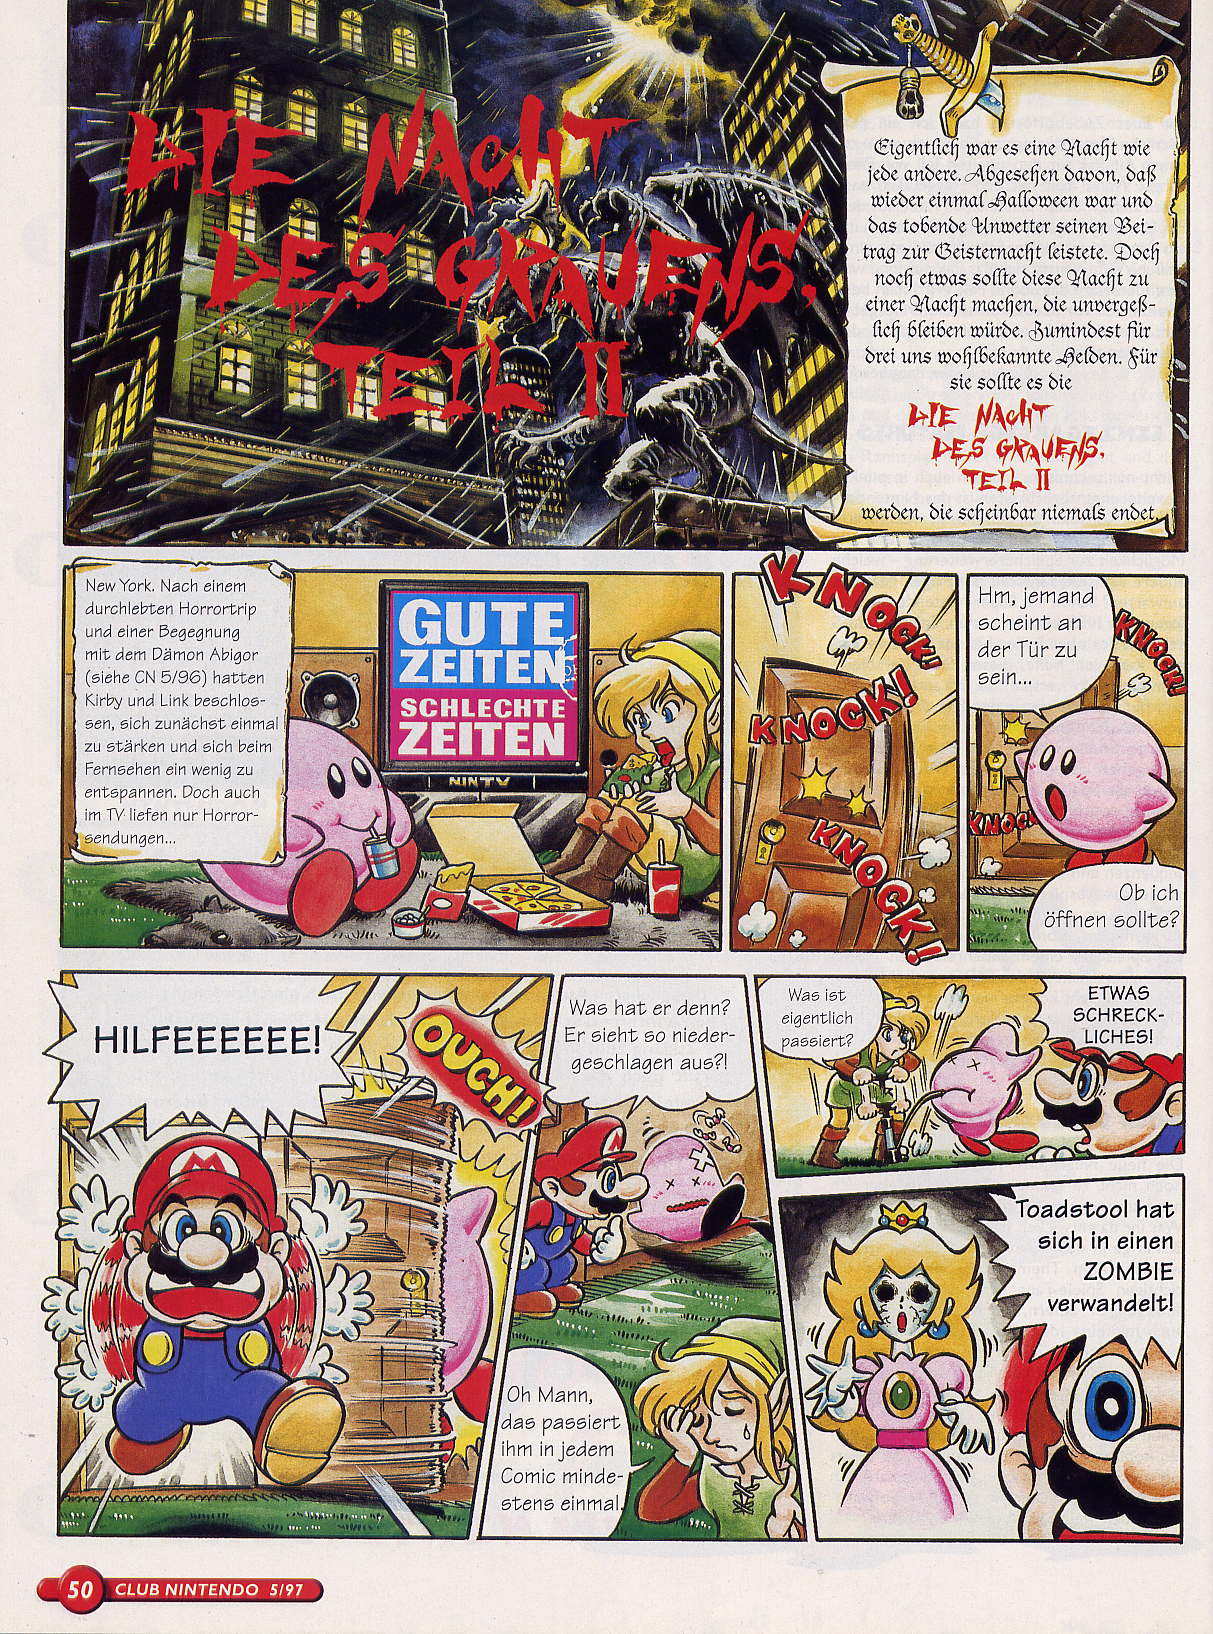 DIE NACHT
DES GRAUENS.
TEIL II
Eigentlich war es eine Nacht wie
jede andere. Abgesehen davon, daß
wieder einmal Halloween war und
das tobende Unwetter seinen Bei-
trag zur Geisternacht leistete. Doch
noch etwas sollte diese Nacht zu
einer Nacht machen, die unvergeß-
lich bleiben würde. Zumindest für
drei uns wohlbekannte Helden. Für
sie sollte es die
DIE NACHT
DES GRAUENS.
TEIL II
werden, die scheinbar niemals endet.
New York. Nach einem
durchlebten Horrortrip
und einer Begegnung
mit dem Dämon Abigor
(siehe CN 5/96) hatten
Kirby und Link beschlos-
sen, sich zunächst einmal
zu stärken und sich beim
Fernsehen ein wenig zu
entspannen. Doch auch
im TV liefen nur Horror-
sendungen...
GUTE
ZEITEN
SCHLECHTE
ZEITEN
NINTV
KNOCK!
KNOCK!
KNOCK!
Hm, jemand
scheint an
der Tür zu
sein...
KNOCK!
KNOCK
Ob ich
öffnen sollte?
HILFEEEEEE!
OUCH!
M
Was hat er denn?
Er sieht so nieder-
geschlagen aus?!
Oh Mann,
das passiert
ihm in jedem
Comic minde-
stens einmal.
Was ist
eigentlich
passiert?
ETWAS
SCHRECK-
LICHES!
Toadstool hat
sich in einen
ZOMBIE
verwandelt!
50 CLUB NINTENDO 5/97